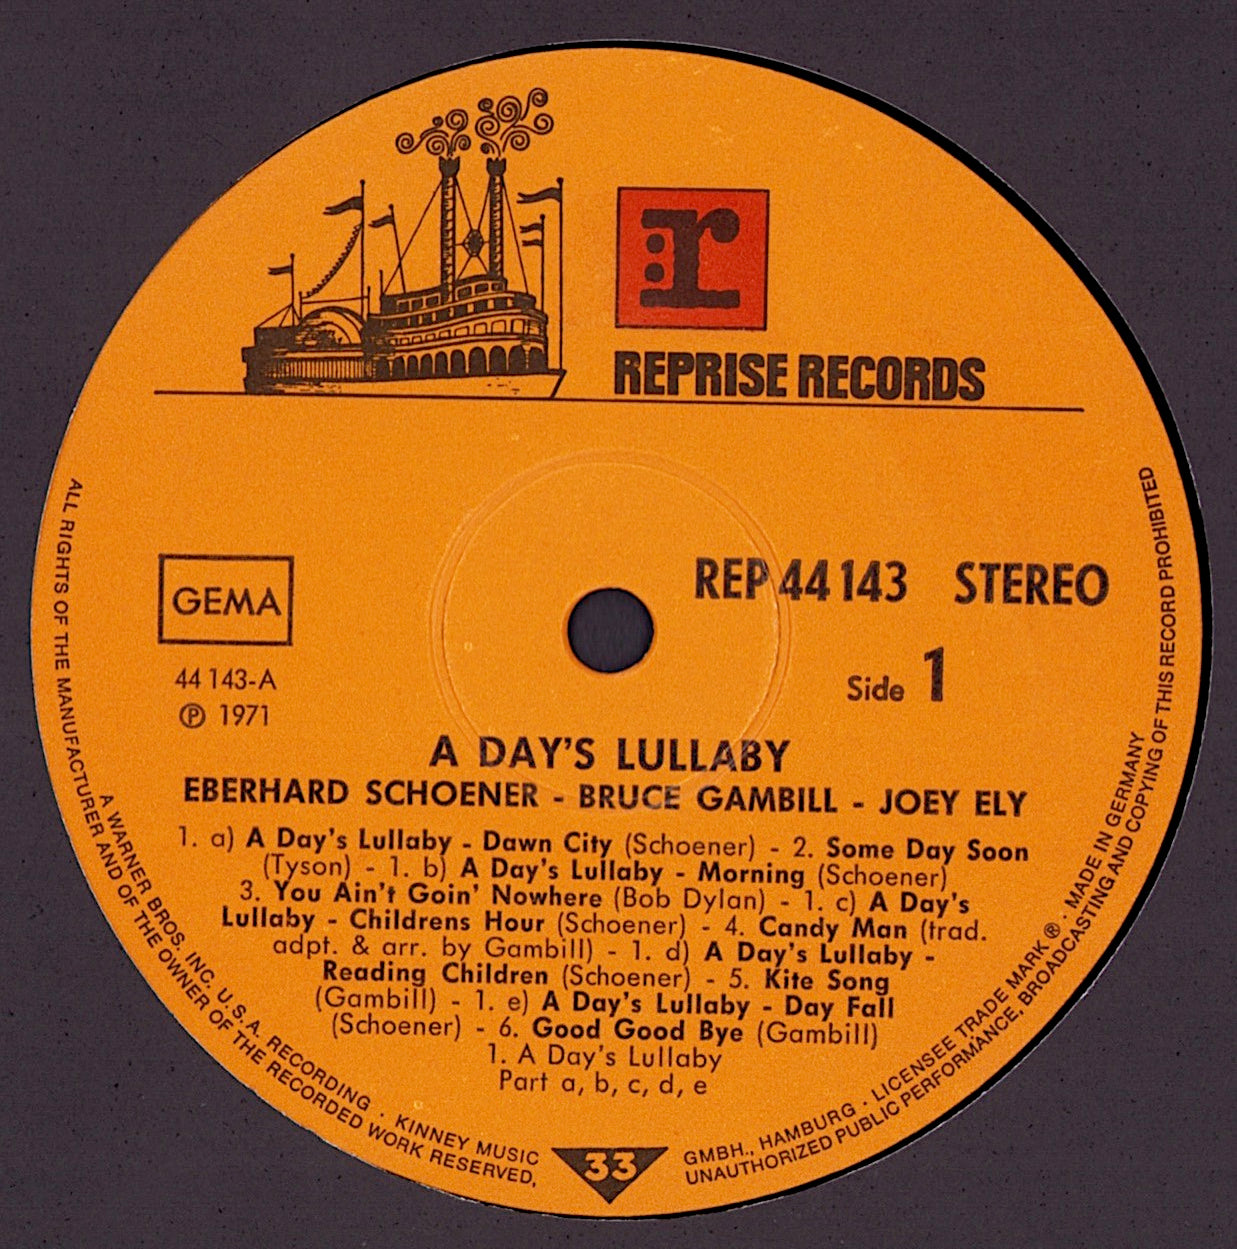 r
REPRISE RECORDS
GEMA
REP 44 143 STEREO
44 143-A
Ⓟ 1971
Side 1
A DAY'S LULLABY
EBERHARD SCHOENER - BRUCE GAMBILL - JOEY ELY
1. a) A Day's Lullaby - Dawn City (Schoener) - 2. Some Day Soon
(Tyson) - 1. b) A Day's Lullaby - Morning (Schoener)
3. You Ain't Goin' Nowhere (Bob Dylan) - 1. c) A Day's
Lullaby - Childrens Hour (Schoener) - 4. Candy Man (trad.
adpt. & arr. by Gambill) - 1. d) A Day's Lullaby -
Reading Children (Schoener) - 5. Kite Song
(Gambill) - 1. e) A Day's Lullaby - Day Fall
(Schoener) - 6. Good Good Bye (Gambill)
1. A Day's Lullaby
Part a, b, c, d, e
33
A WARNER BROS. INC. U.S.A. RECORDING · KINNEY MUSIC GMBH., HAMBURG · LICENSEE TRADE MARK ® · MADE IN GERMANY
ALL RIGHTS OF THE MANUFACTURER AND OF THE OWNER OF THE RECORDED WORK RESERVED, UNAUTHORIZED PUBLIC PERFORMANCE, BROADCASTING AND COPYING OF THIS RECORD PROHIBITED